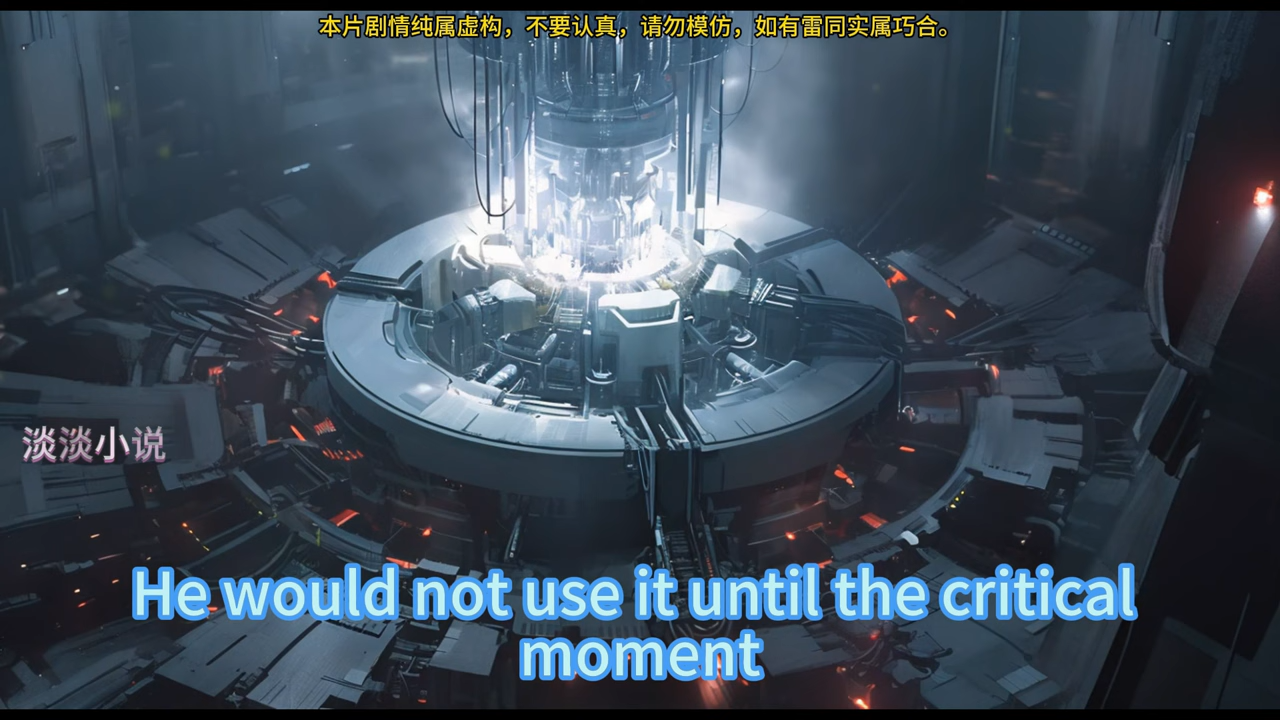 本片剧情纯属虚构，不要认真，请勿模仿，如有雷同实属巧合。
淡淡小说
He would not use it until the critical
moment